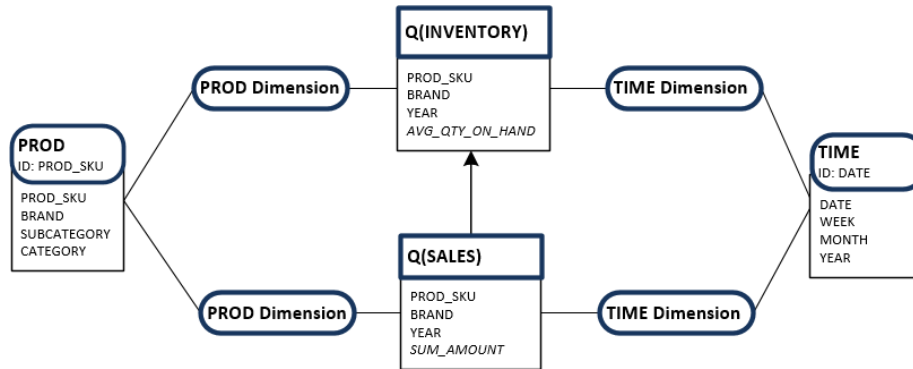 Q(INVENTORY)
PROD_SKU
BRAND
YEAR
AVG_QTY_ON_HAND
PROD Dimension
TIME Dimension
PROD
ID: PROD_SKU
PROD_SKU
BRAND
SUBCATEGORY
CATEGORY
TIME
ID: DATE
DATE
WEEK
MONTH
YEAR
Q(SALES)
PROD_SKU
BRAND
YEAR
SUM_AMOUNT
PROD Dimension
TIME Dimension